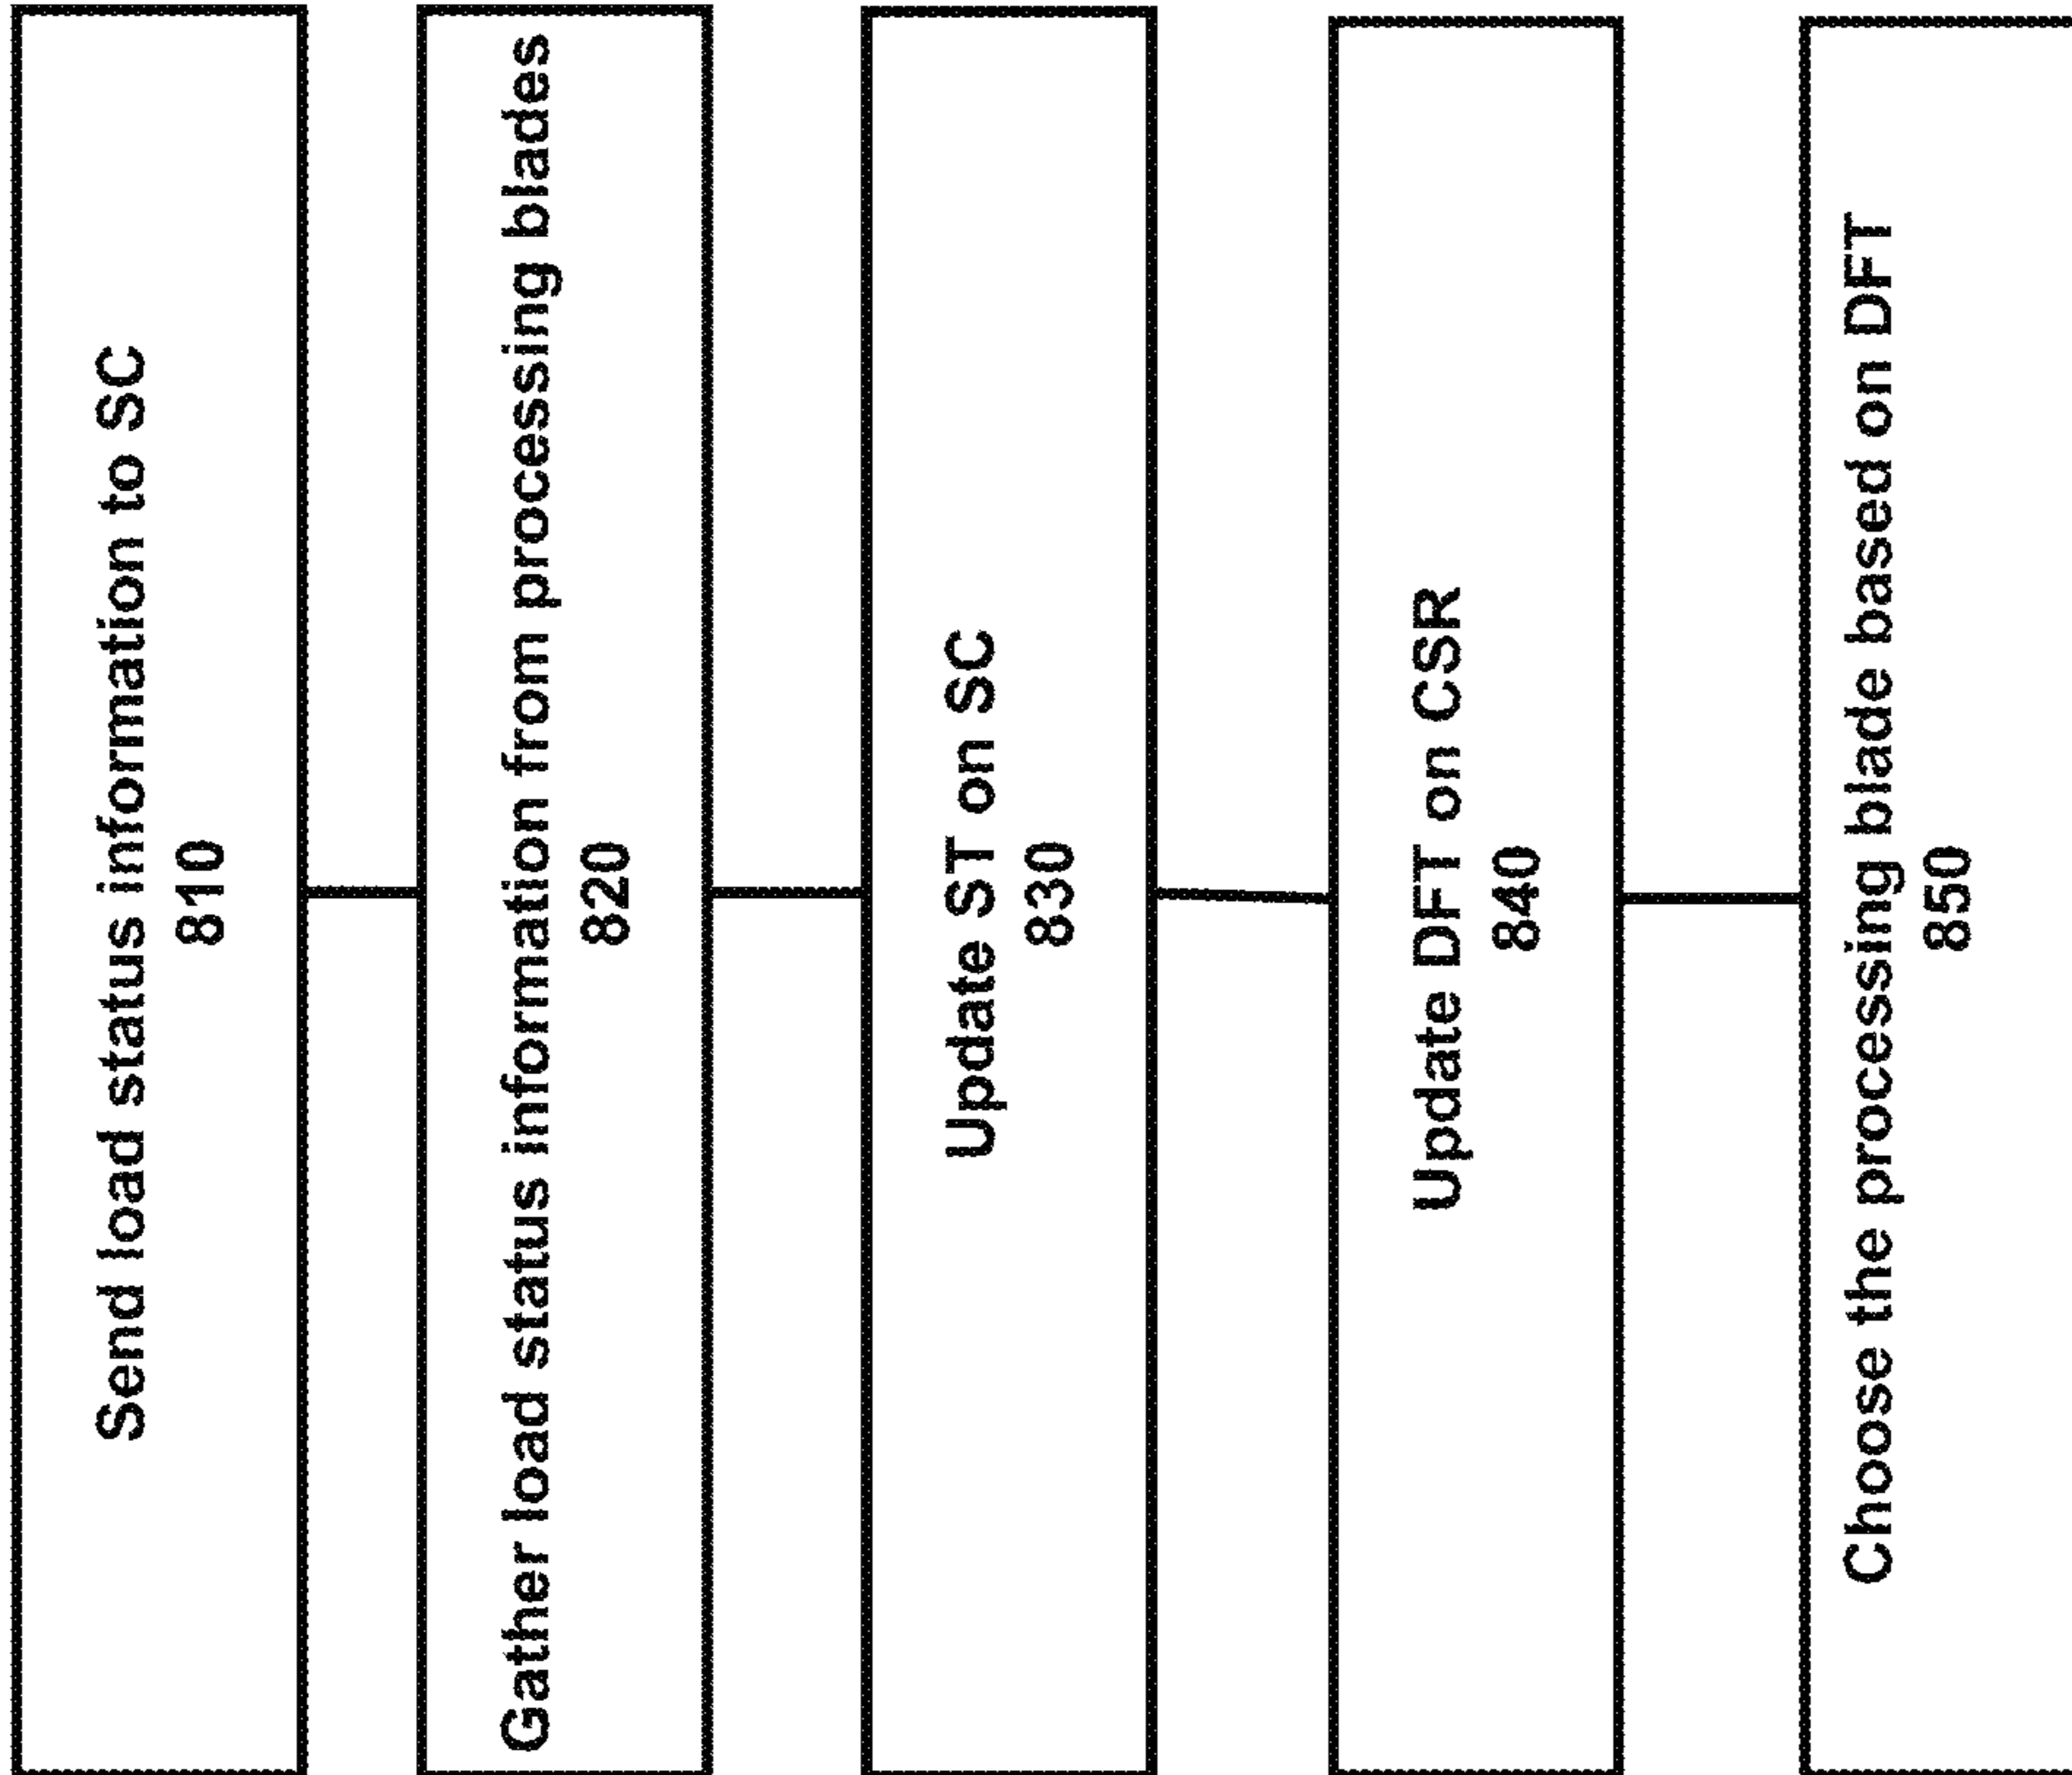 Send load status information to SC
810
Gather load status information from processing blades
820
Update ST on SC
830
Update DFT on CSR
840
Choose the processing blade based on DFT
850